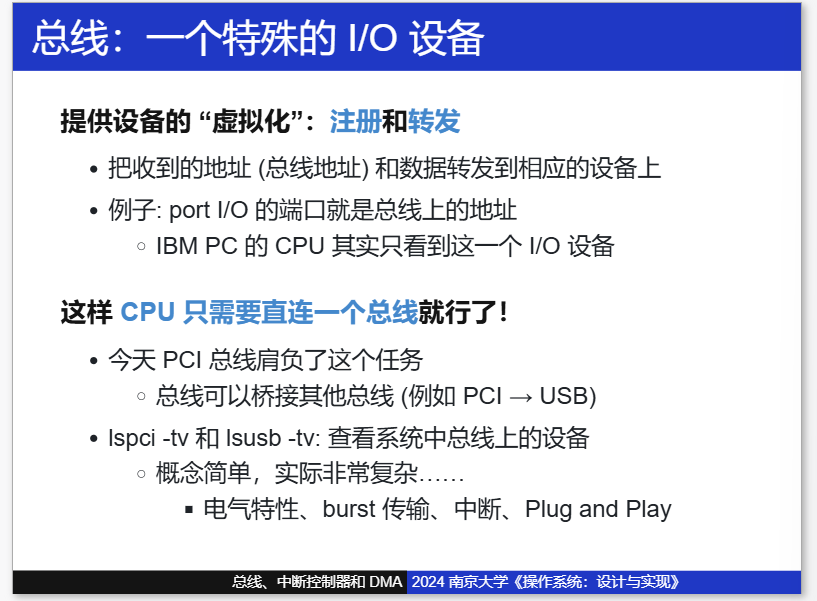 总线：一个特殊的 I/O 设备
提供设备的 “虚拟化”：注册和转发
• 把收到的地址 (总线地址) 和数据转发到相应的设备上
• 例子: port I/O 的端口就是总线上的地址
○ IBM PC 的 CPU 其实只看到这一个 I/O 设备
这样 CPU 只需要直连一个总线就行了！
• 今天 PCI 总线肩负了这个任务
○ 总线可以桥接其他总线 (例如 PCI → USB)
• lspci -tv 和 lsusb -tv: 查看系统中总线上的设备
○ 概念简单，实际非常复杂……
▪ 电气特性、burst 传输、中断、Plug and Play
总线、中断控制器和 DMA 2024 南京大学《操作系统：设计与实现》